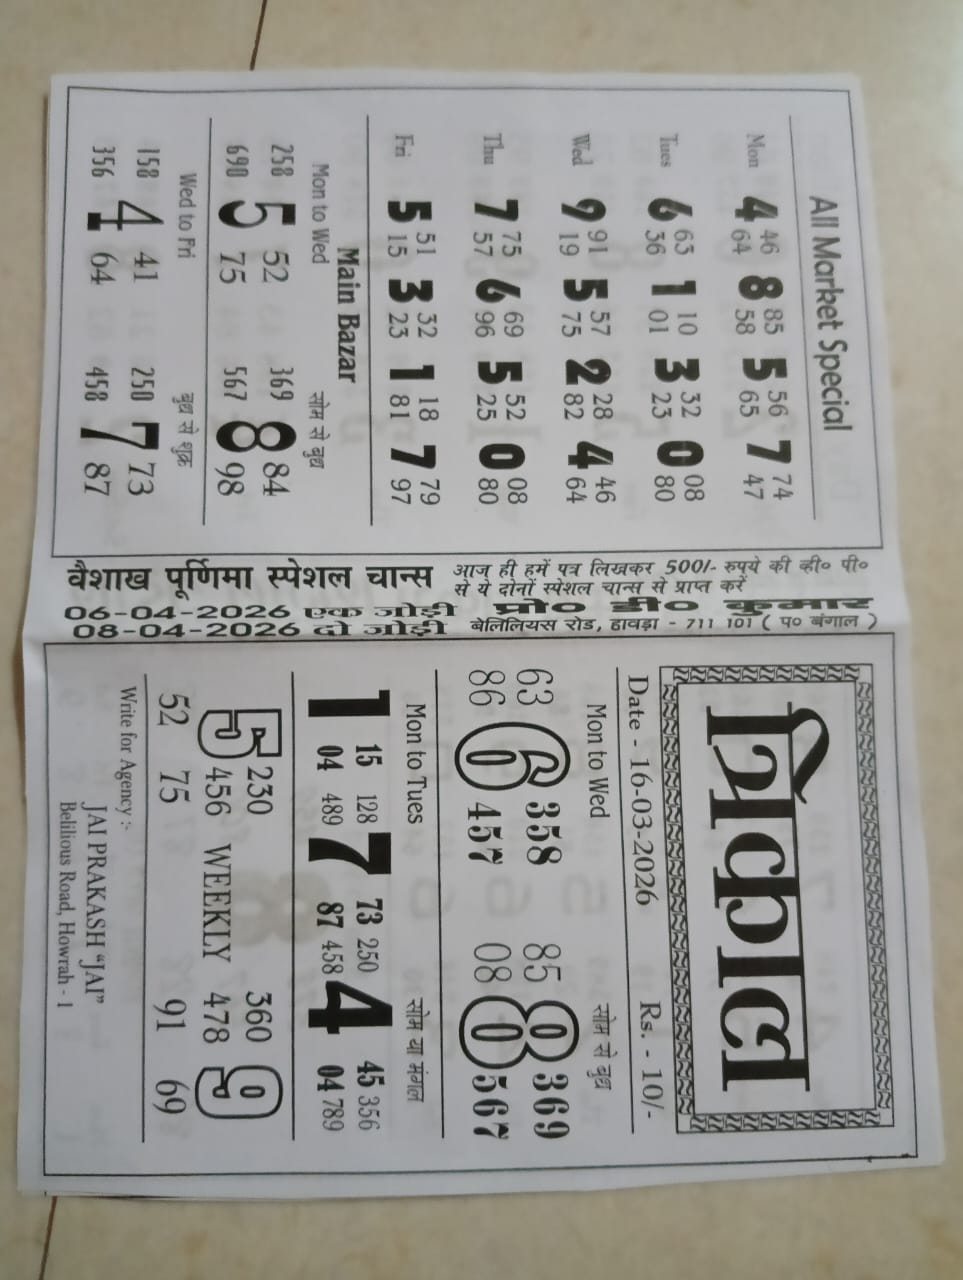 त्रिकाल
Date - 16-03-2026 Rs. - 10/-
Mon to Wed सोम से बुध
63 6 358 85 8 369
86 0 457 08 0 567
Mon to Tues सोम या मंगल
1 15 128 7 73 250 4 45 356
04 489 87 458 04 789
5 230 360 9
456 WEEKLY 478
52 75 91 69
Write for Agency :-
JAI PRAKASH “JAI”
Belilious Road, Howrah - 1
वैशाख पूर्णिमा स्पेशल चान्स
06-04-2026 एक जोड़ी
08-04-2026 दो जोड़ी
आज ही हमें पत्र लिखकर 500/- रुपये की व्ही० पी०
से ये दोनों स्पेशल चान्स से प्राप्त करें
प्रो० डी० कुमार
बेलिलियस रोड, हावड़ा - 711 101 ( प० बंगाल )
All Market Special
Mon 4 46 8 85 5 56 7 74
64 58 65 47
Tues 6 63 1 10 3 32 0 08
36 01 23 80
Wed 9 91 5 57 2 28 4 46
19 75 82 64
Thu 7 75 6 69 5 52 0 08
57 96 25 80
Fri 5 51 3 32 1 18 7 79
15 23 81 97
Main Bazar
Mon to Wed सोम से बुध
258 5 52 369 8 84
690 75 567 98
Wed to Fri बुध से शुक्र
158 4 41 250 7 73
356 64 458 87